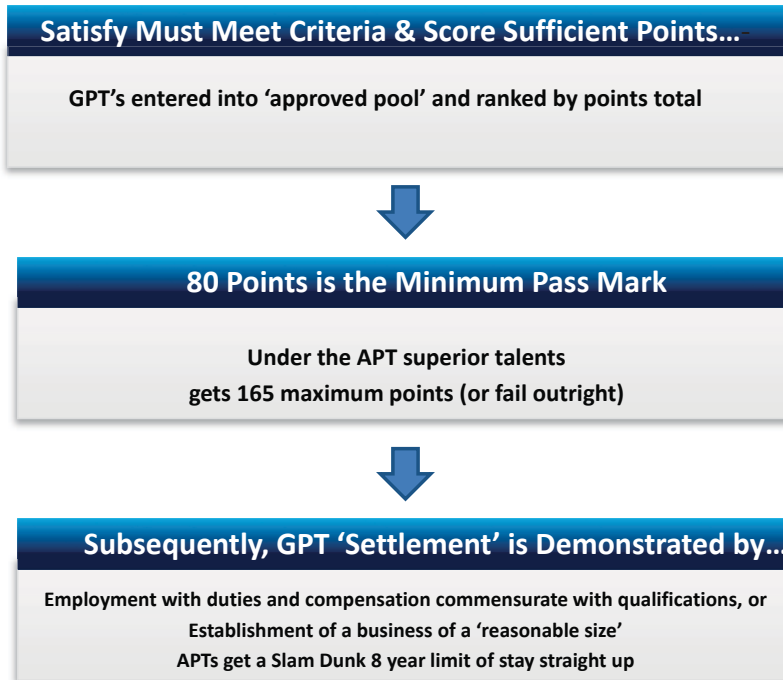 Satisfy Must Meet Criteria & Score Sufficient Points…-
GPT’s entered into ‘approved pool’ and ranked by points total
80 Points is the Minimum Pass Mark
Under the APT superior talents
gets 165 maximum points (or fail outright)
Subsequently, GPT ‘Settlement’ is Demonstrated by…
Employment with duties and compensation commensurate with qualifications, or
Establishment of a business of a ‘reasonable size’
APTs get a Slam Dunk 8 year limit of stay straight up